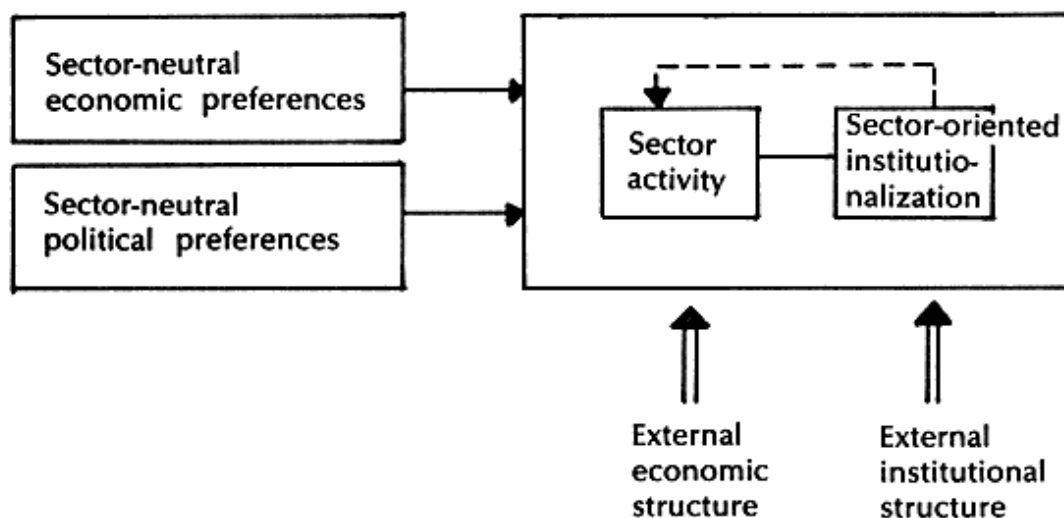 Sector-neutral
economic preferences
Sector-neutral
political preferences
Sector
activity
Sector-oriented
institutio-
nalization
External
economic
structure
External
institutional
structure